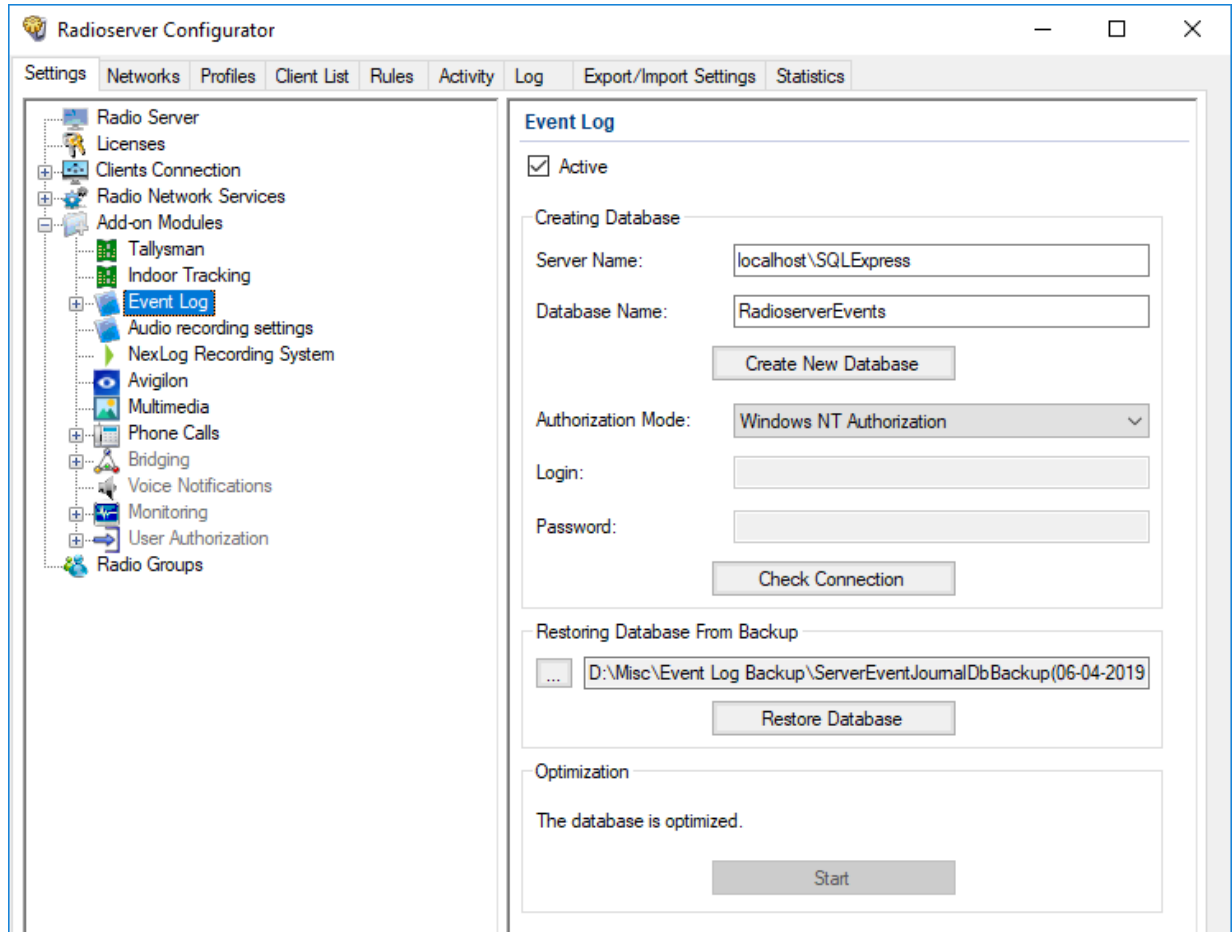 Radioserver Configurator
Settings Networks Profiles Client List Rules Activity Log Export/Import Settings Statistics
Radio Server
Licenses
Clients Connection
Radio Network Services
Add-on Modules
Tallysman
Indoor Tracking
Event Log
Audio recording settings
NexLog Recording System
Avigilon
Multimedia
Phone Calls
Bridging
Voice Notifications
Monitoring
User Authorization
Radio Groups
Event Log
Active
Creating Database
Server Name: localhost\SQLExpress
Database Name: RadioserverEvents
Create New Database
Authorization Mode: Windows NT Authorization
Login:
Password:
Check Connection
Restoring Database From Backup
... D:\Misc\Event Log Backup\ServerEventJournalDbBackup(06-04-2019
Restore Database
Optimization
The database is optimized.
Start